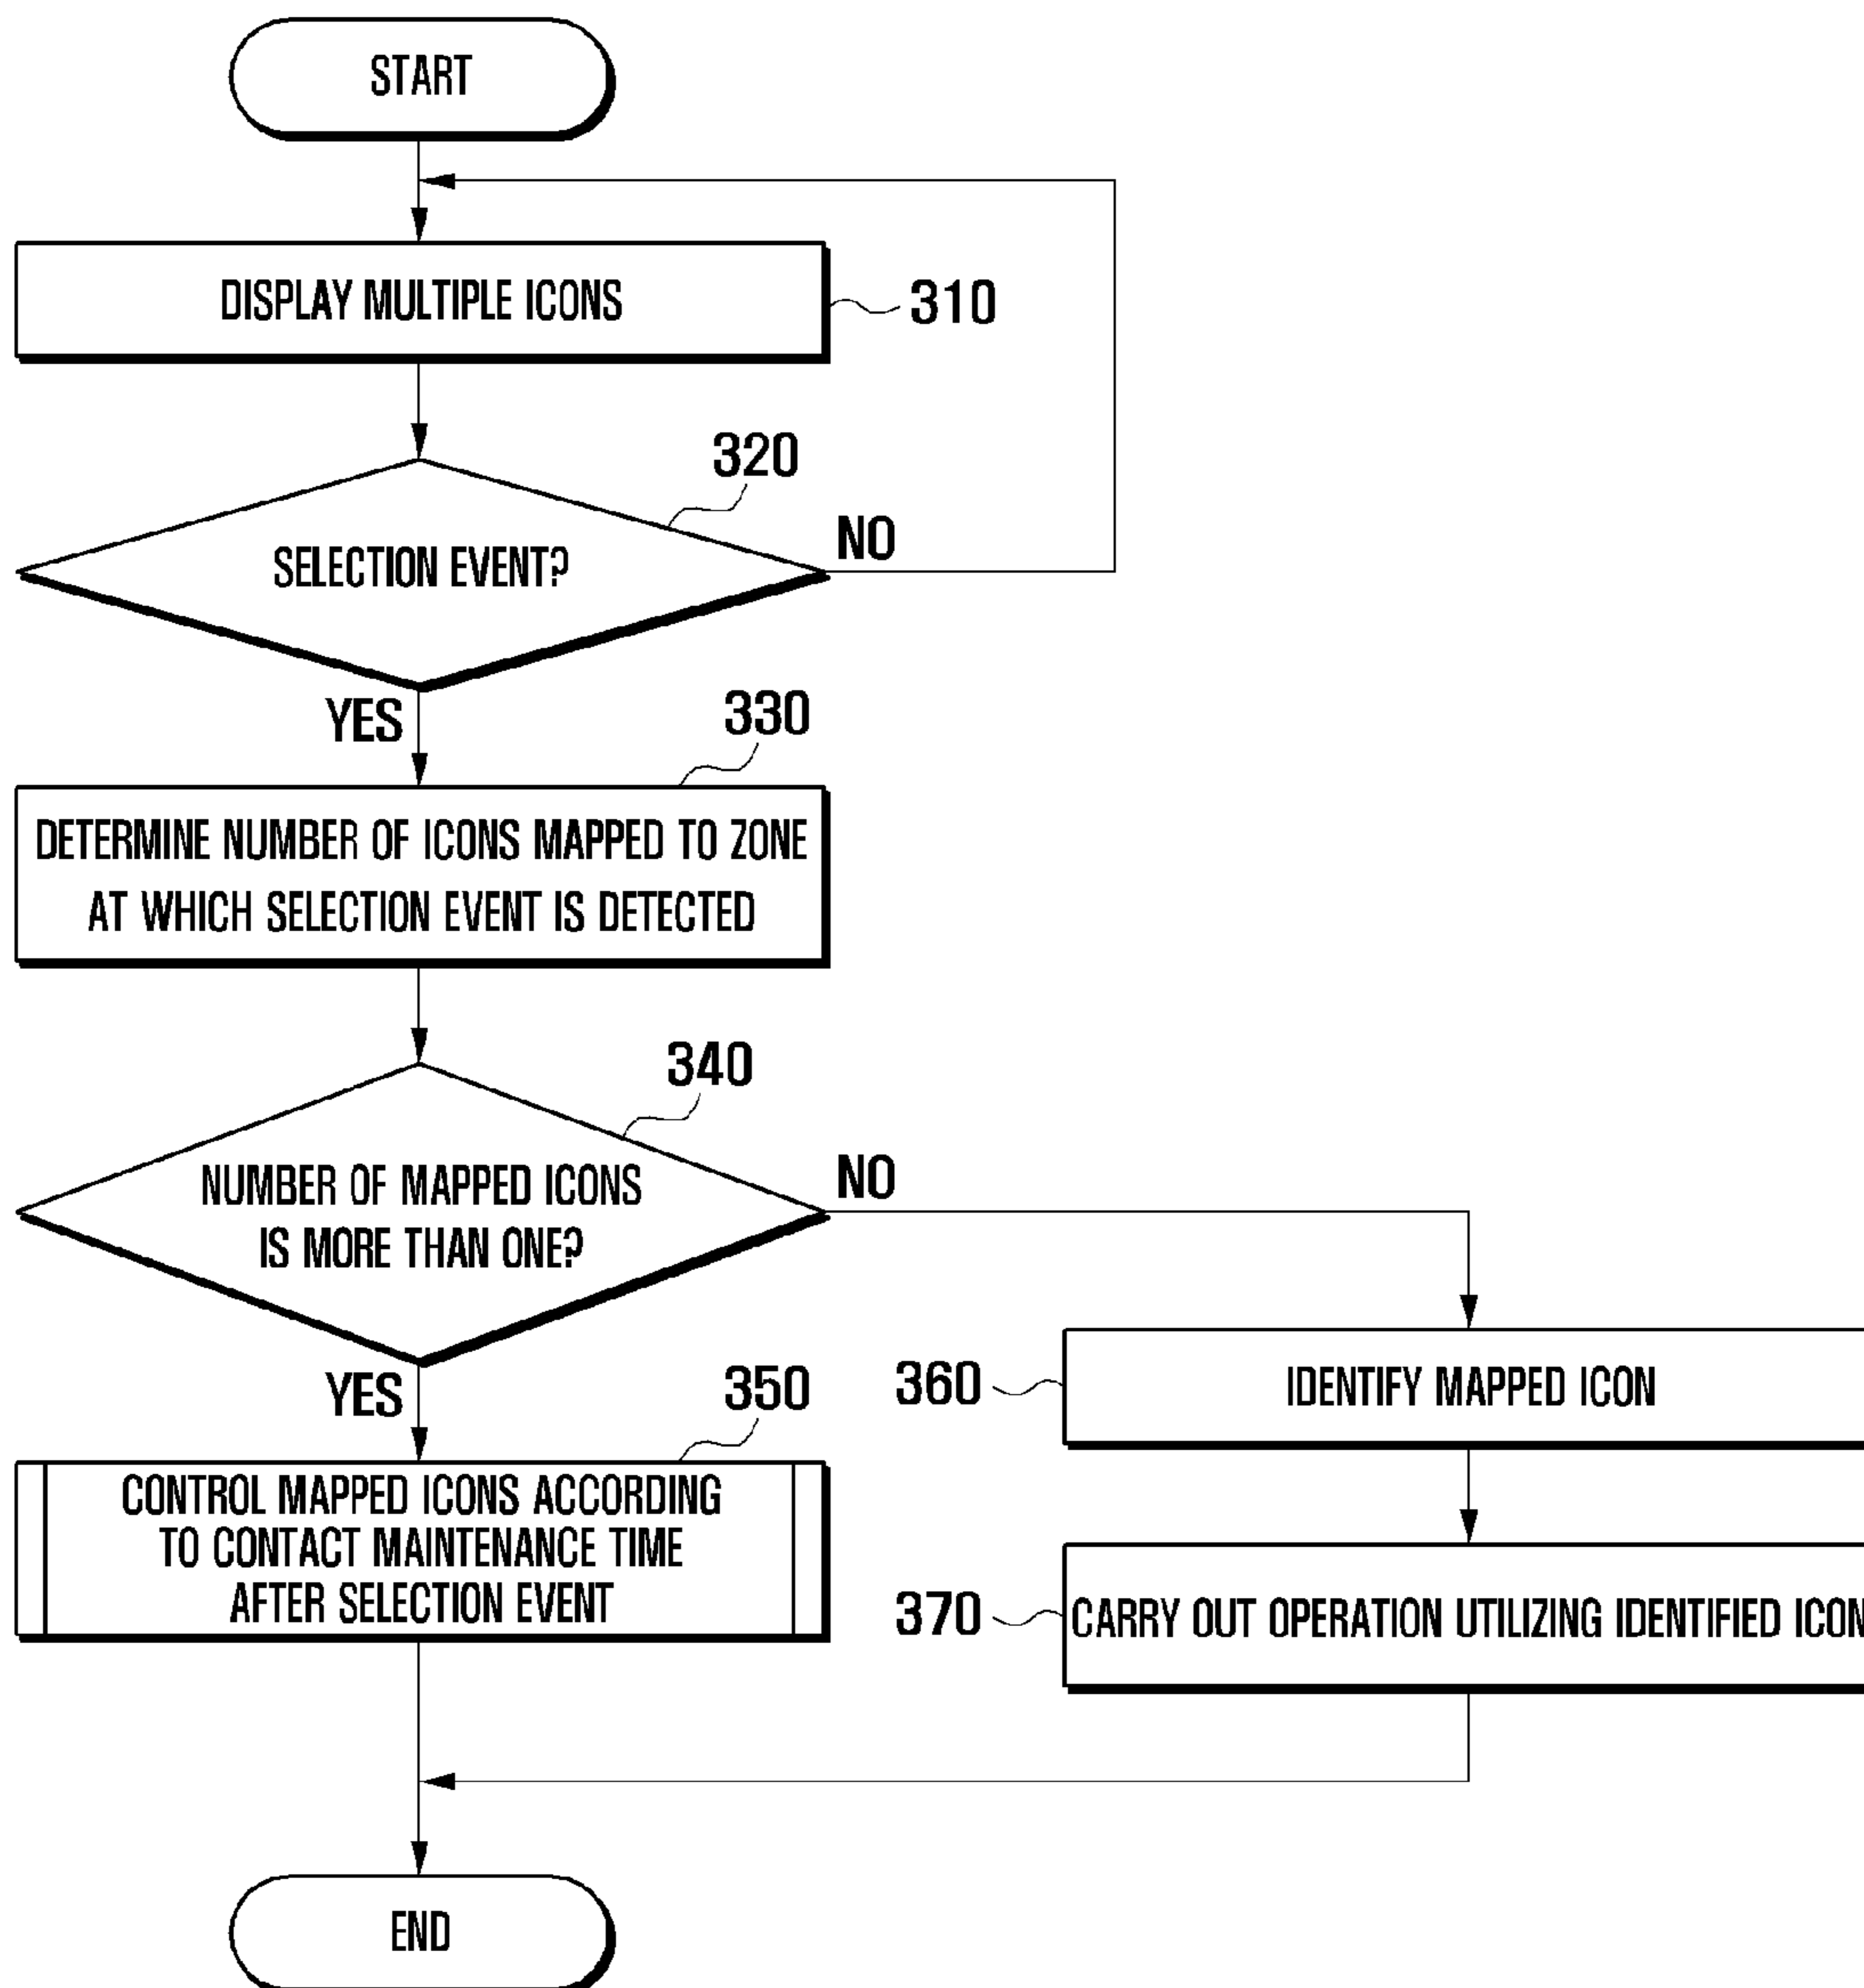 START
DISPLAY MULTIPLE ICONS
310
320
SELECTION EVENT?
NO
YES
330
DETERMINE NUMBER OF ICONS MAPPED TO ZONE
AT WHICH SELECTION EVENT IS DETECTED
340
NUMBER OF MAPPED ICONS
IS MORE THAN ONE?
NO
YES
350
CONTROL MAPPED ICONS ACCORDING
TO CONTACT MAINTENANCE TIME
AFTER SELECTION EVENT
360
IDENTIFY MAPPED ICON
370
CARRY OUT OPERATION UTILIZING IDENTIFIED ICON
END